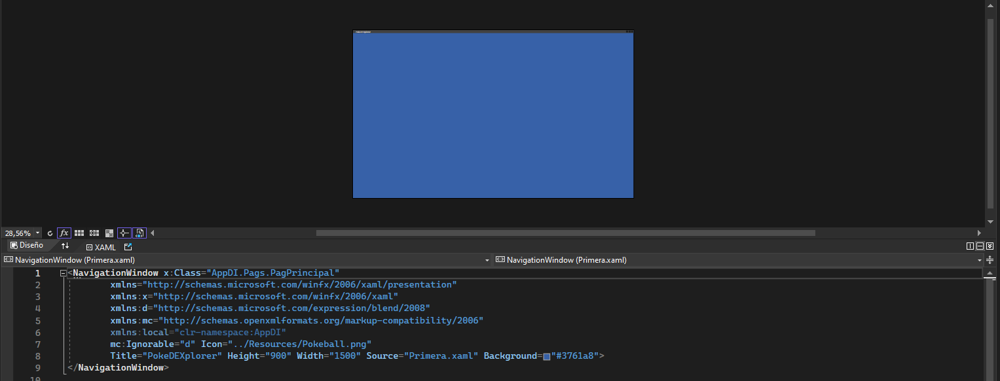 28,56%
fx
Diseño
XAML
NavigationWindow (Primera.xaml)
NavigationWindow (Primera.xaml)
1 <NavigationWindow x:Class="AppDI.Pags.PagPrincipal"
2 xmlns="http://schemas.microsoft.com/winfx/2006/xaml/presentation"
3 xmlns:x="http://schemas.microsoft.com/winfx/2006/xaml"
4 xmlns:d="http://schemas.microsoft.com/expression/blend/2008"
5 xmlns:mc="http://schemas.openxmlformats.org/markup-compatibility/2006"
6 xmlns:local="clr-namespace:AppDI"
7 mc:Ignorable="d" Icon="../Resources/Pokeball.png"
8 Title="PokeDEXplorer" Height="900" Width="1500" Source="Primera.xaml" Background="#3761a8">
9 </NavigationWindow>
10